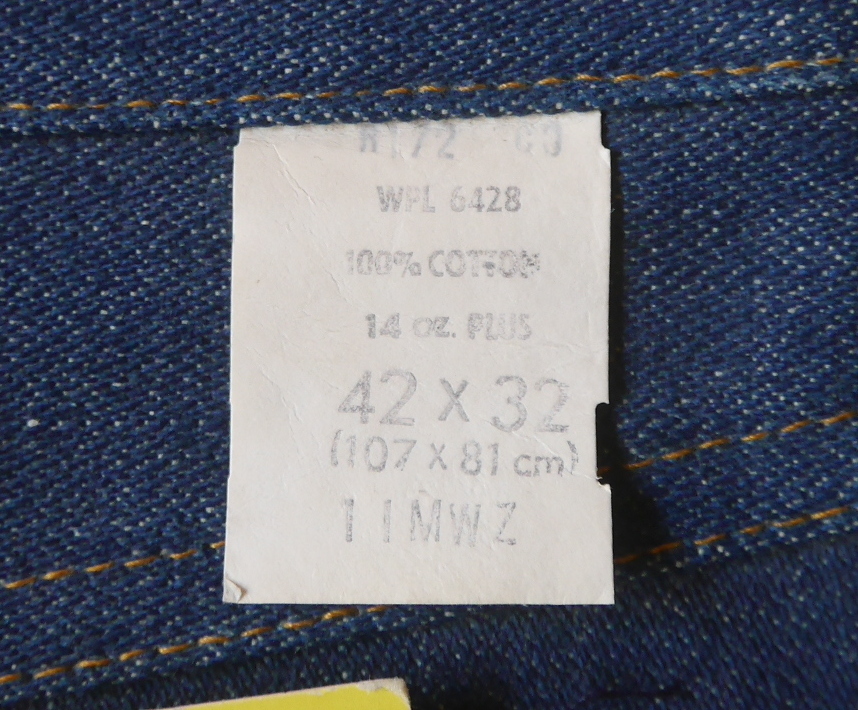 WPL 6428
100% COTTON
14 oz. PLUS
42 x 32
(107 x 81 cm)
11MWZ